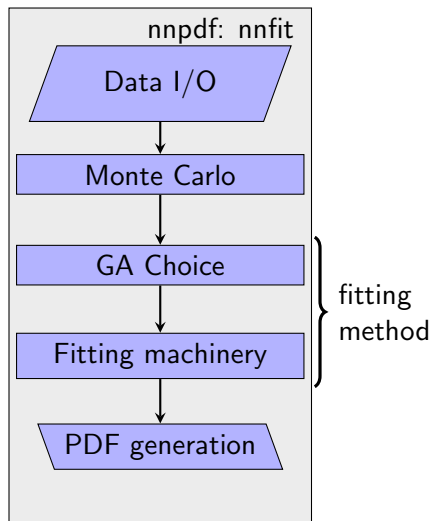 nnpdf: nnfit
Data I/O
Monte Carlo
GA Choice
Fitting machinery
fitting
method
PDF generation